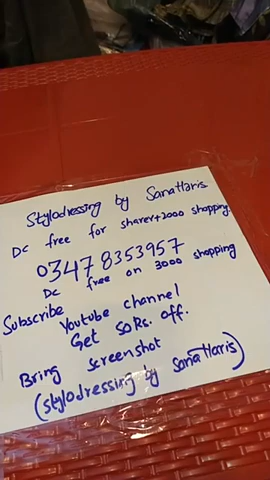 Stylodressing by SanaHaris
DC free for sharer+2000 shopping
03478353957
DC free on 3000 shopping
Subscribe Youtube channel
Get 50Rs. off.
Bring screenshot
(stylodressing by SanaHaris)